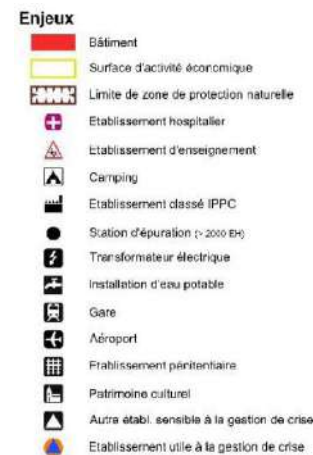 Enjeux
Bâtiment
Surface d'activité économique
Limite de zone de protection naturelle
Etablissement hospitalier
Etablissement d'enseignement
Camping
Etablissement classé IPPC
Station d'épuration (> 2000 EH)
Transformateur électrique
Installation d'eau potable
Gare
Aéroport
Etablissement pénitentiaire
Patrimoine culturel
Autre établ. sensible à la gestion de crise
Etablissement utile à la gestion de crise